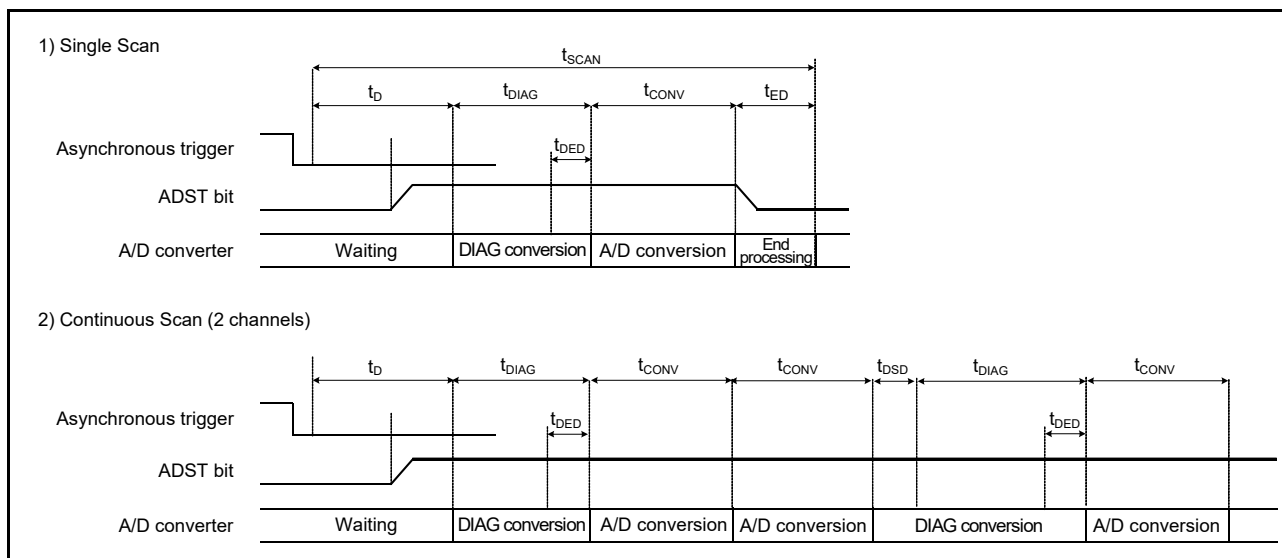 1) Single Scan
tSCAN
tD tDIAG tCONV tED
Asynchronous trigger
tDED
ADST bit
A/D converter
Waiting
DIAG conversion
A/D conversion
End
processing
2) Continuous Scan (2 channels)
tD tDIAG tCONV tCONV tDSD tDIAG tCONV
Asynchronous trigger
tDED tDED
ADST bit
A/D converter
Waiting
DIAG conversion
A/D conversion
A/D conversion
DIAG conversion
A/D conversion